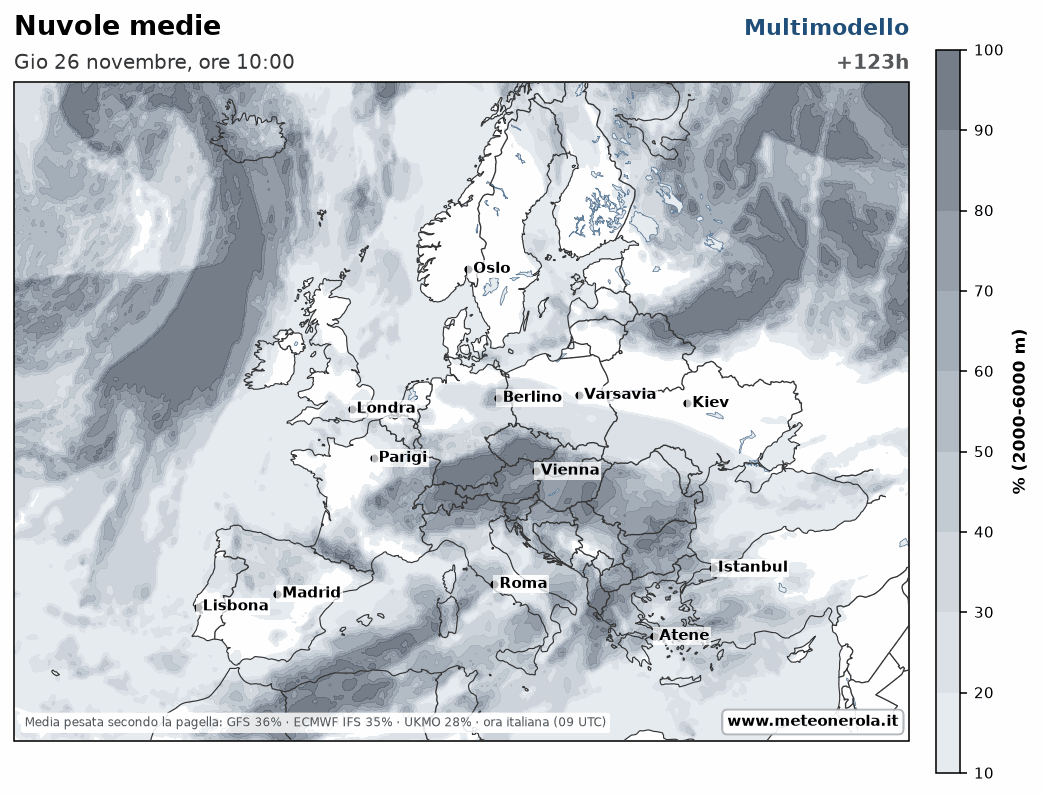 Nuvole medie
Multimodello
Gio 26 novembre, ore 10:00
+123h
100
90
80
70
60
50
40
30
20
10
% (2000-6000 m)
Oslo
Berlino
Varsavia
Kiev
Londra
Parigi
Vienna
Istanbul
Roma
Madrid
Lisbona
Atene
Media pesata secondo la pagella: GFS 36% · ECMWF IFS 35% · UKMO 28% · ora italiana (09 UTC)
www.meteonerola.it